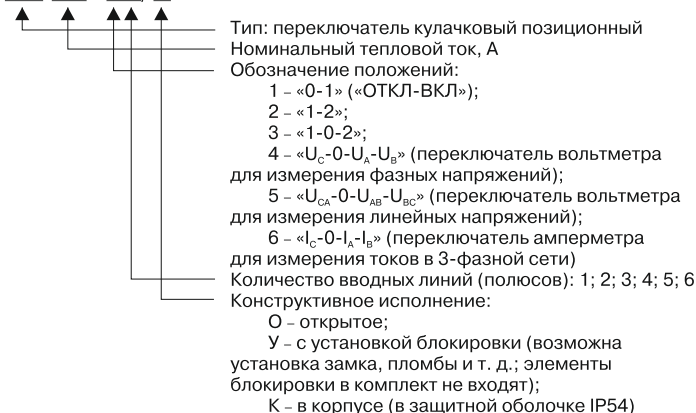 Тип: переключатель кулачковый позиционный
Номинальный тепловой ток, А
Обозначение положений:
1 – «0-1» («ОТКЛ-ВКЛ»);
2 – «1-2»;
3 – «1-0-2»;
4 – «UC-0-UA-UB» (переключатель вольтметра
для измерения фазных напряжений);
5 – «UCA-0-UAB-UBC» (переключатель вольтметра
для измерения линейных напряжений);
6 – «IC-0-IA-IB» (переключатель амперметра
для измерения токов в 3-фазной сети)
Количество вводных линий (полюсов): 1; 2; 3; 4; 5; 6
Конструктивное исполнение:
О – открытое;
У – с установкой блокировки (возможна
установка замка, пломбы и т. д.; элементы
блокировки в комплект не входят);
К – в корпусе (в защитной оболочке IP54)